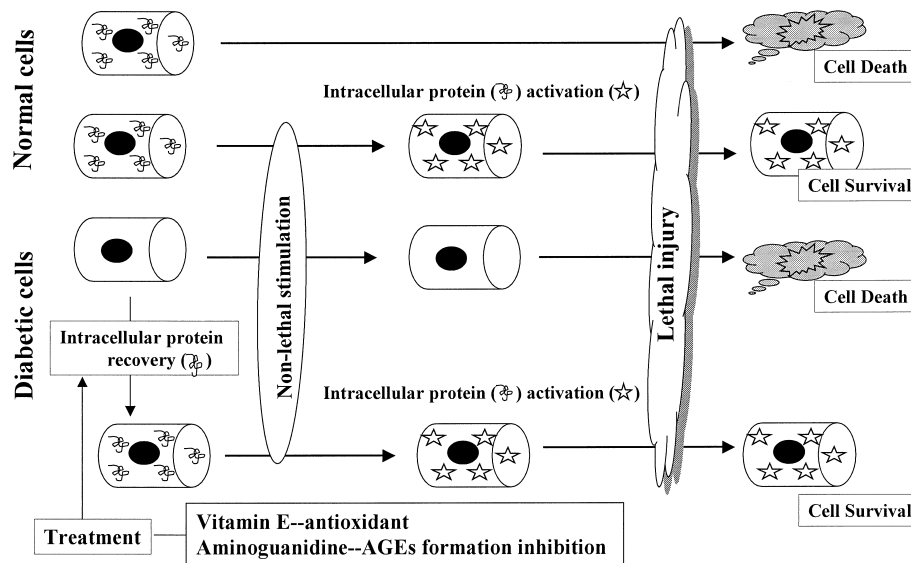 Normal cells
Cell Death
Intracellular protein () activation ()
Cell Survival
Non-lethal stimulation
Lethal injury
Diabetic cells
Cell Death
Intracellular protein
recovery ()
Intracellular protein () activation ()
Cell Survival
Treatment
Vitamin E--antioxidant
Aminoguanidine--AGEs formation inhibition